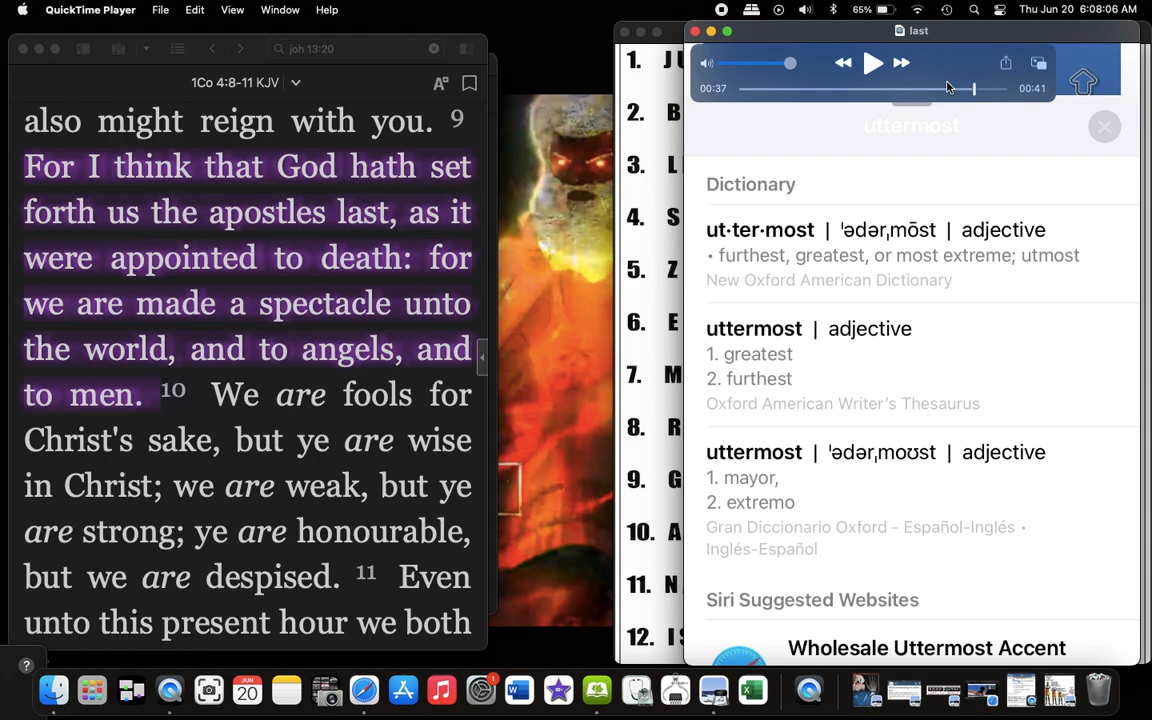 QuickTime Player File Edit View Window Help 65% Thu Jun 20 6:08:06 AM
joh 13:20
1Co 4:8-11 KJV
also might reign with you. 9
For I think that God hath set
forth us the apostles last, as it
were appointed to death: for
we are made a spectacle unto
the world, and to angels, and
to men. 10 We are fools for
Christ's sake, but ye are wise
in Christ; we are weak, but ye
are strong; ye are honourable,
but we are despised. 11 Even
unto this present hour we both
1. JU
2. B
3. L
4. S
5. Z
6. E
7. M
8. R
9. G
10. A
11. N
12. IS
last
00:37 00:41
uttermost
Dictionary
ut·ter·most | ˈədərˌmōst | adjective
• furthest, greatest, or most extreme; utmost
New Oxford American Dictionary
uttermost | adjective
1. greatest
2. furthest
Oxford American Writer's Thesaurus
uttermost | ˈədərˌmoʊst | adjective
1. mayor,
2. extremo
Gran Diccionario Oxford - Español-Inglés •
Inglés-Español
Siri Suggested Websites
Wholesale Uttermost Accent
?
JUN
20
1